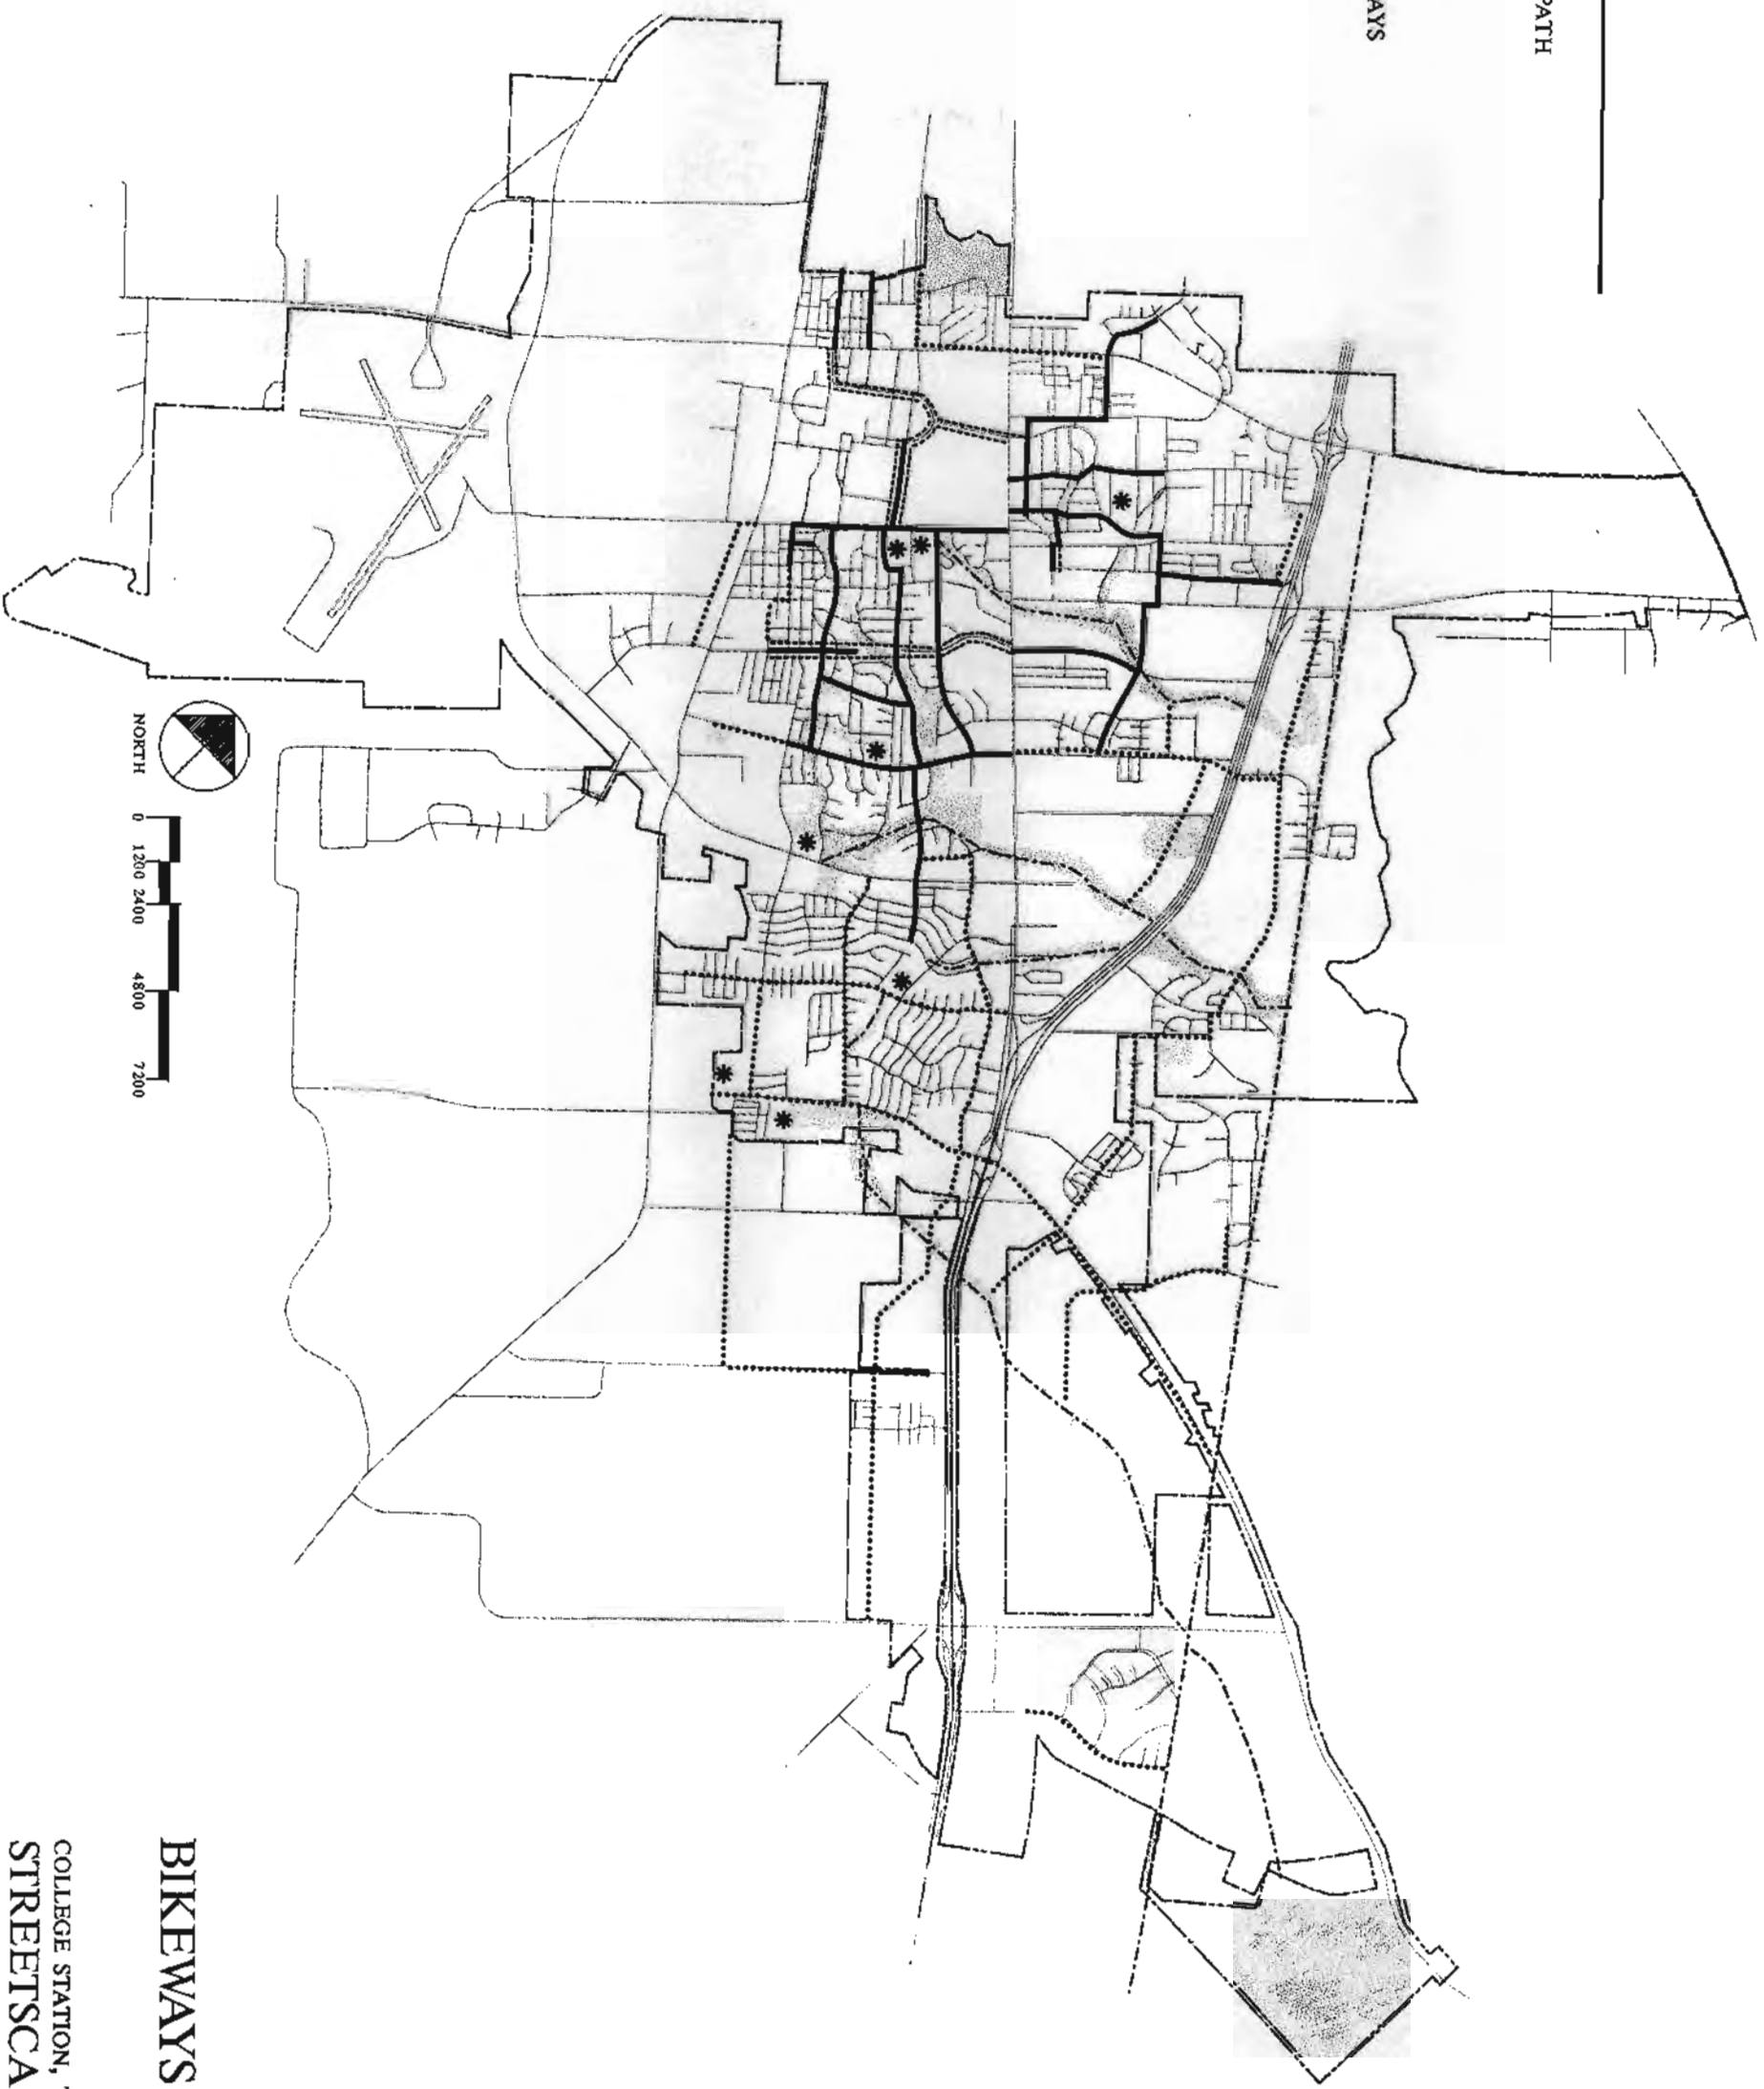 PATH
AYS
NORTH
0 1200 2400 4800 7200
BIKEWAYS
COLLEGE STATION,
STREETSCA